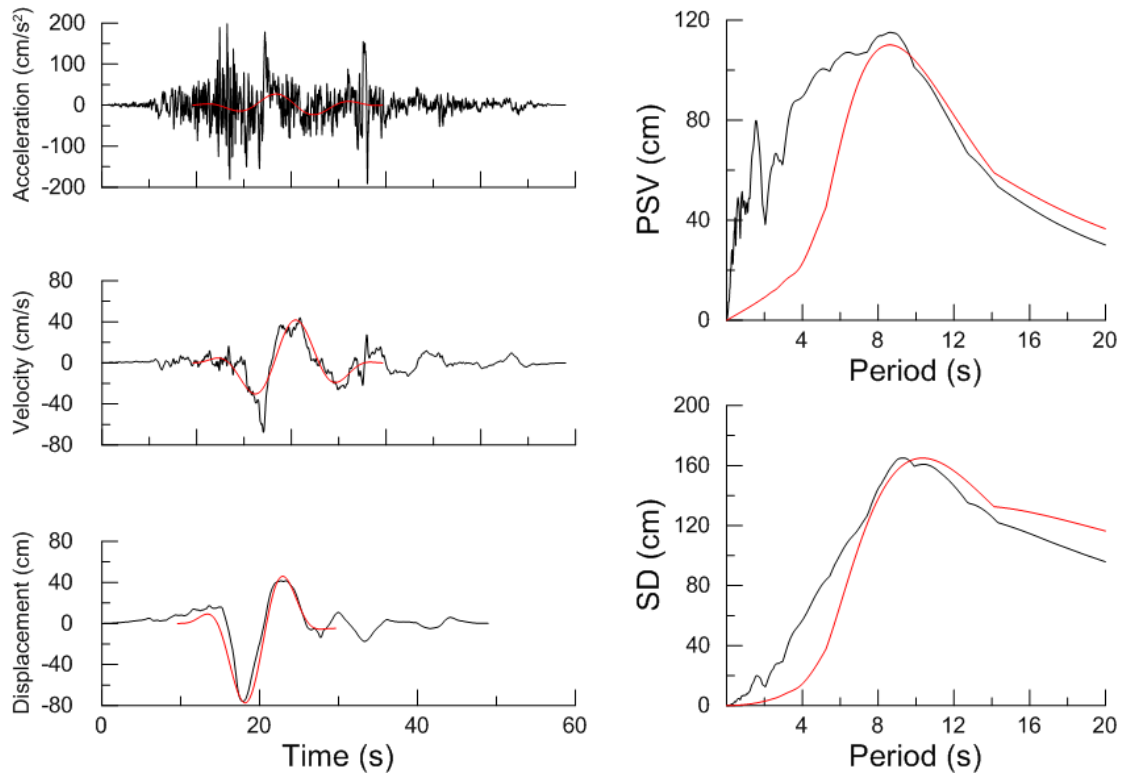 Acceleration (cm/s²)
200
100
0
-100
-200
Velocity (cm/s)
80
40
0
-40
-80
Displacement (cm)
80
40
0
-40
-80
0 20 40 60
Time (s)
PSV (cm)
120
80
40
0
4 8 12 16 20
Period (s)
SD (cm)
200
160
120
80
40
0
4 8 12 16 20
Period (s)